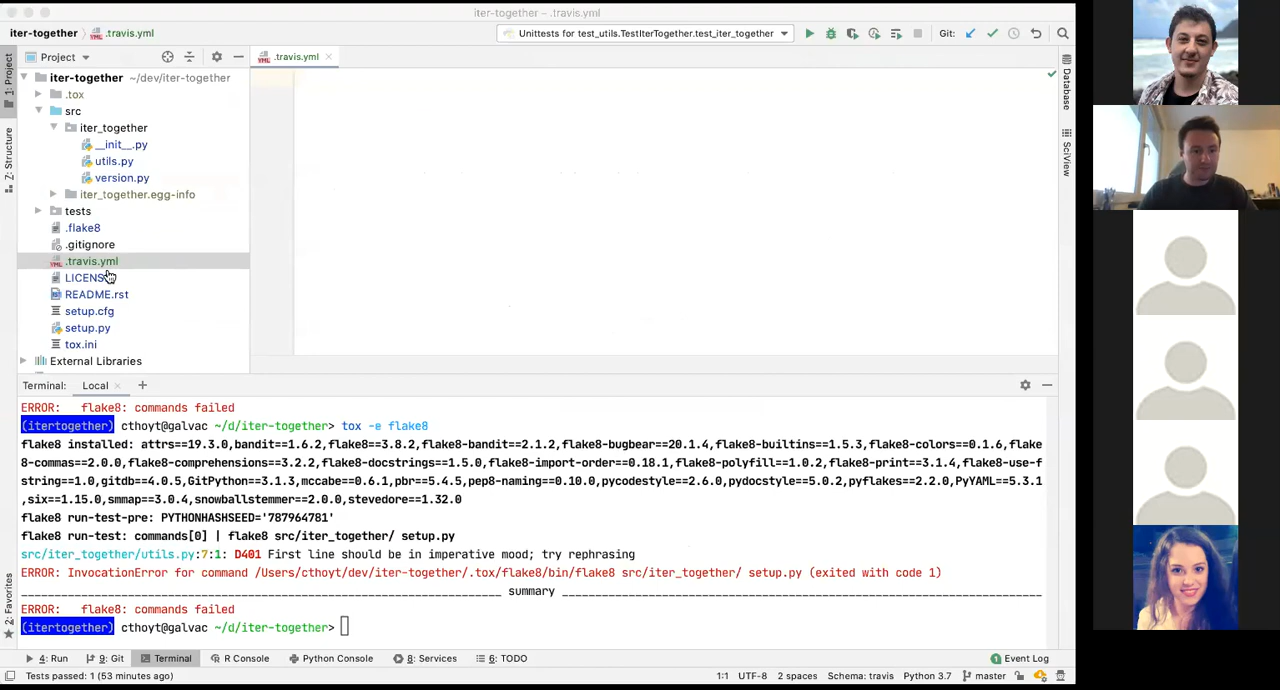 iter-together – .travis.yml
iter-together
.travis.yml
Unittests for test_utils.TestIterTogether.test_iter_together
Git:
Project
.travis.yml
1: Project
iter-together ~/dev/iter-together
.tox
src
iter_together
__init__.py
utils.py
version.py
iter_together.egg-info
tests
.flake8
.gitignore
.travis.yml
LICENS
README.rst
setup.cfg
setup.py
tox.ini
External Libraries
7: Structure
2: Favorites
Database
SciView
Terminal: Local
ERROR: flake8: commands failed
(itertogether) cthoyt@galvac ~/d/iter-together> tox -e flake8
flake8 installed: attrs==19.3.0,bandit==1.6.2,flake8==3.8.2,flake8-bandit==2.1.2,flake8-bugbear==20.1.4,flake8-builtins==1.5.3,flake8-colors==0.1.6,flake
8-commas==2.0.0,flake8-comprehensions==3.2.2,flake8-docstrings==1.5.0,flake8-import-order==0.18.1,flake8-polyfill==1.0.2,flake8-print==3.1.4,flake8-use-f
string==1.0,gitdb==4.0.5,GitPython==3.1.3,mccabe==0.6.1,pbr==5.4.5,pep8-naming==0.10.0,pycodestyle==2.6.0,pydocstyle==5.0.2,pyflakes==2.2.0,PyYAML==5.3.1
,six==1.15.0,smmap==3.0.4,snowballstemmer==2.0.0,stevedore==1.32.0
flake8 run-test-pre: PYTHONHASHSEED='787964781'
flake8 run-test: commands[0] | flake8 src/iter_together/ setup.py
src/iter_together/utils.py:7:1: D401 First line should be in imperative mood; try rephrasing
ERROR: InvocationError for command /Users/cthoyt/dev/iter-together/.tox/flake8/bin/flake8 src/iter_together/ setup.py (exited with code 1)
summary
ERROR: flake8: commands failed
(itertogether) cthoyt@galvac ~/d/iter-together>
4: Run
9: Git
Terminal
R Console
Python Console
8: Services
6: TODO
1 Event Log
Tests passed: 1 (53 minutes ago)
1:1 UTF-8 2 spaces Schema: travis Python 3.7 master